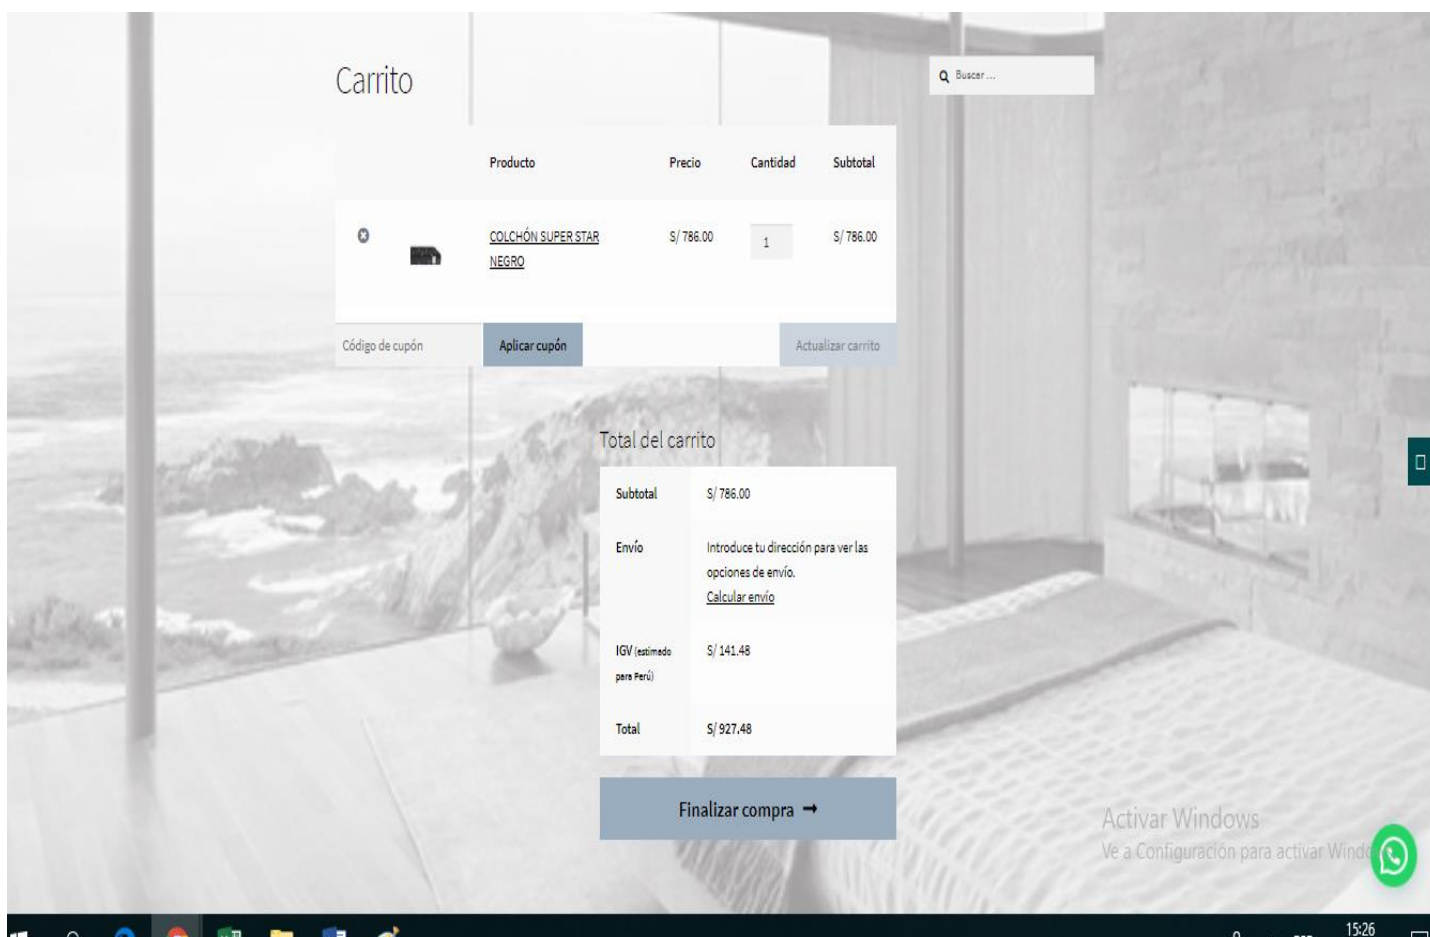 Carrito
Buscar ...
Producto Precio Cantidad Subtotal
COLCHÓN SUPER STAR S/ 786.00 1 S/ 786.00
NEGRO
Código de cupón Aplicar cupón Actualizar carrito
Total del carrito
Subtotal S/ 786.00
Envío Introduce tu dirección para ver las
opciones de envío.
Calcular envío
IGV (estimado S/ 141.48
para Perú)
Total S/ 927.48
Finalizar compra →
Activar Windows
Ve a Configuración para activar
15:26